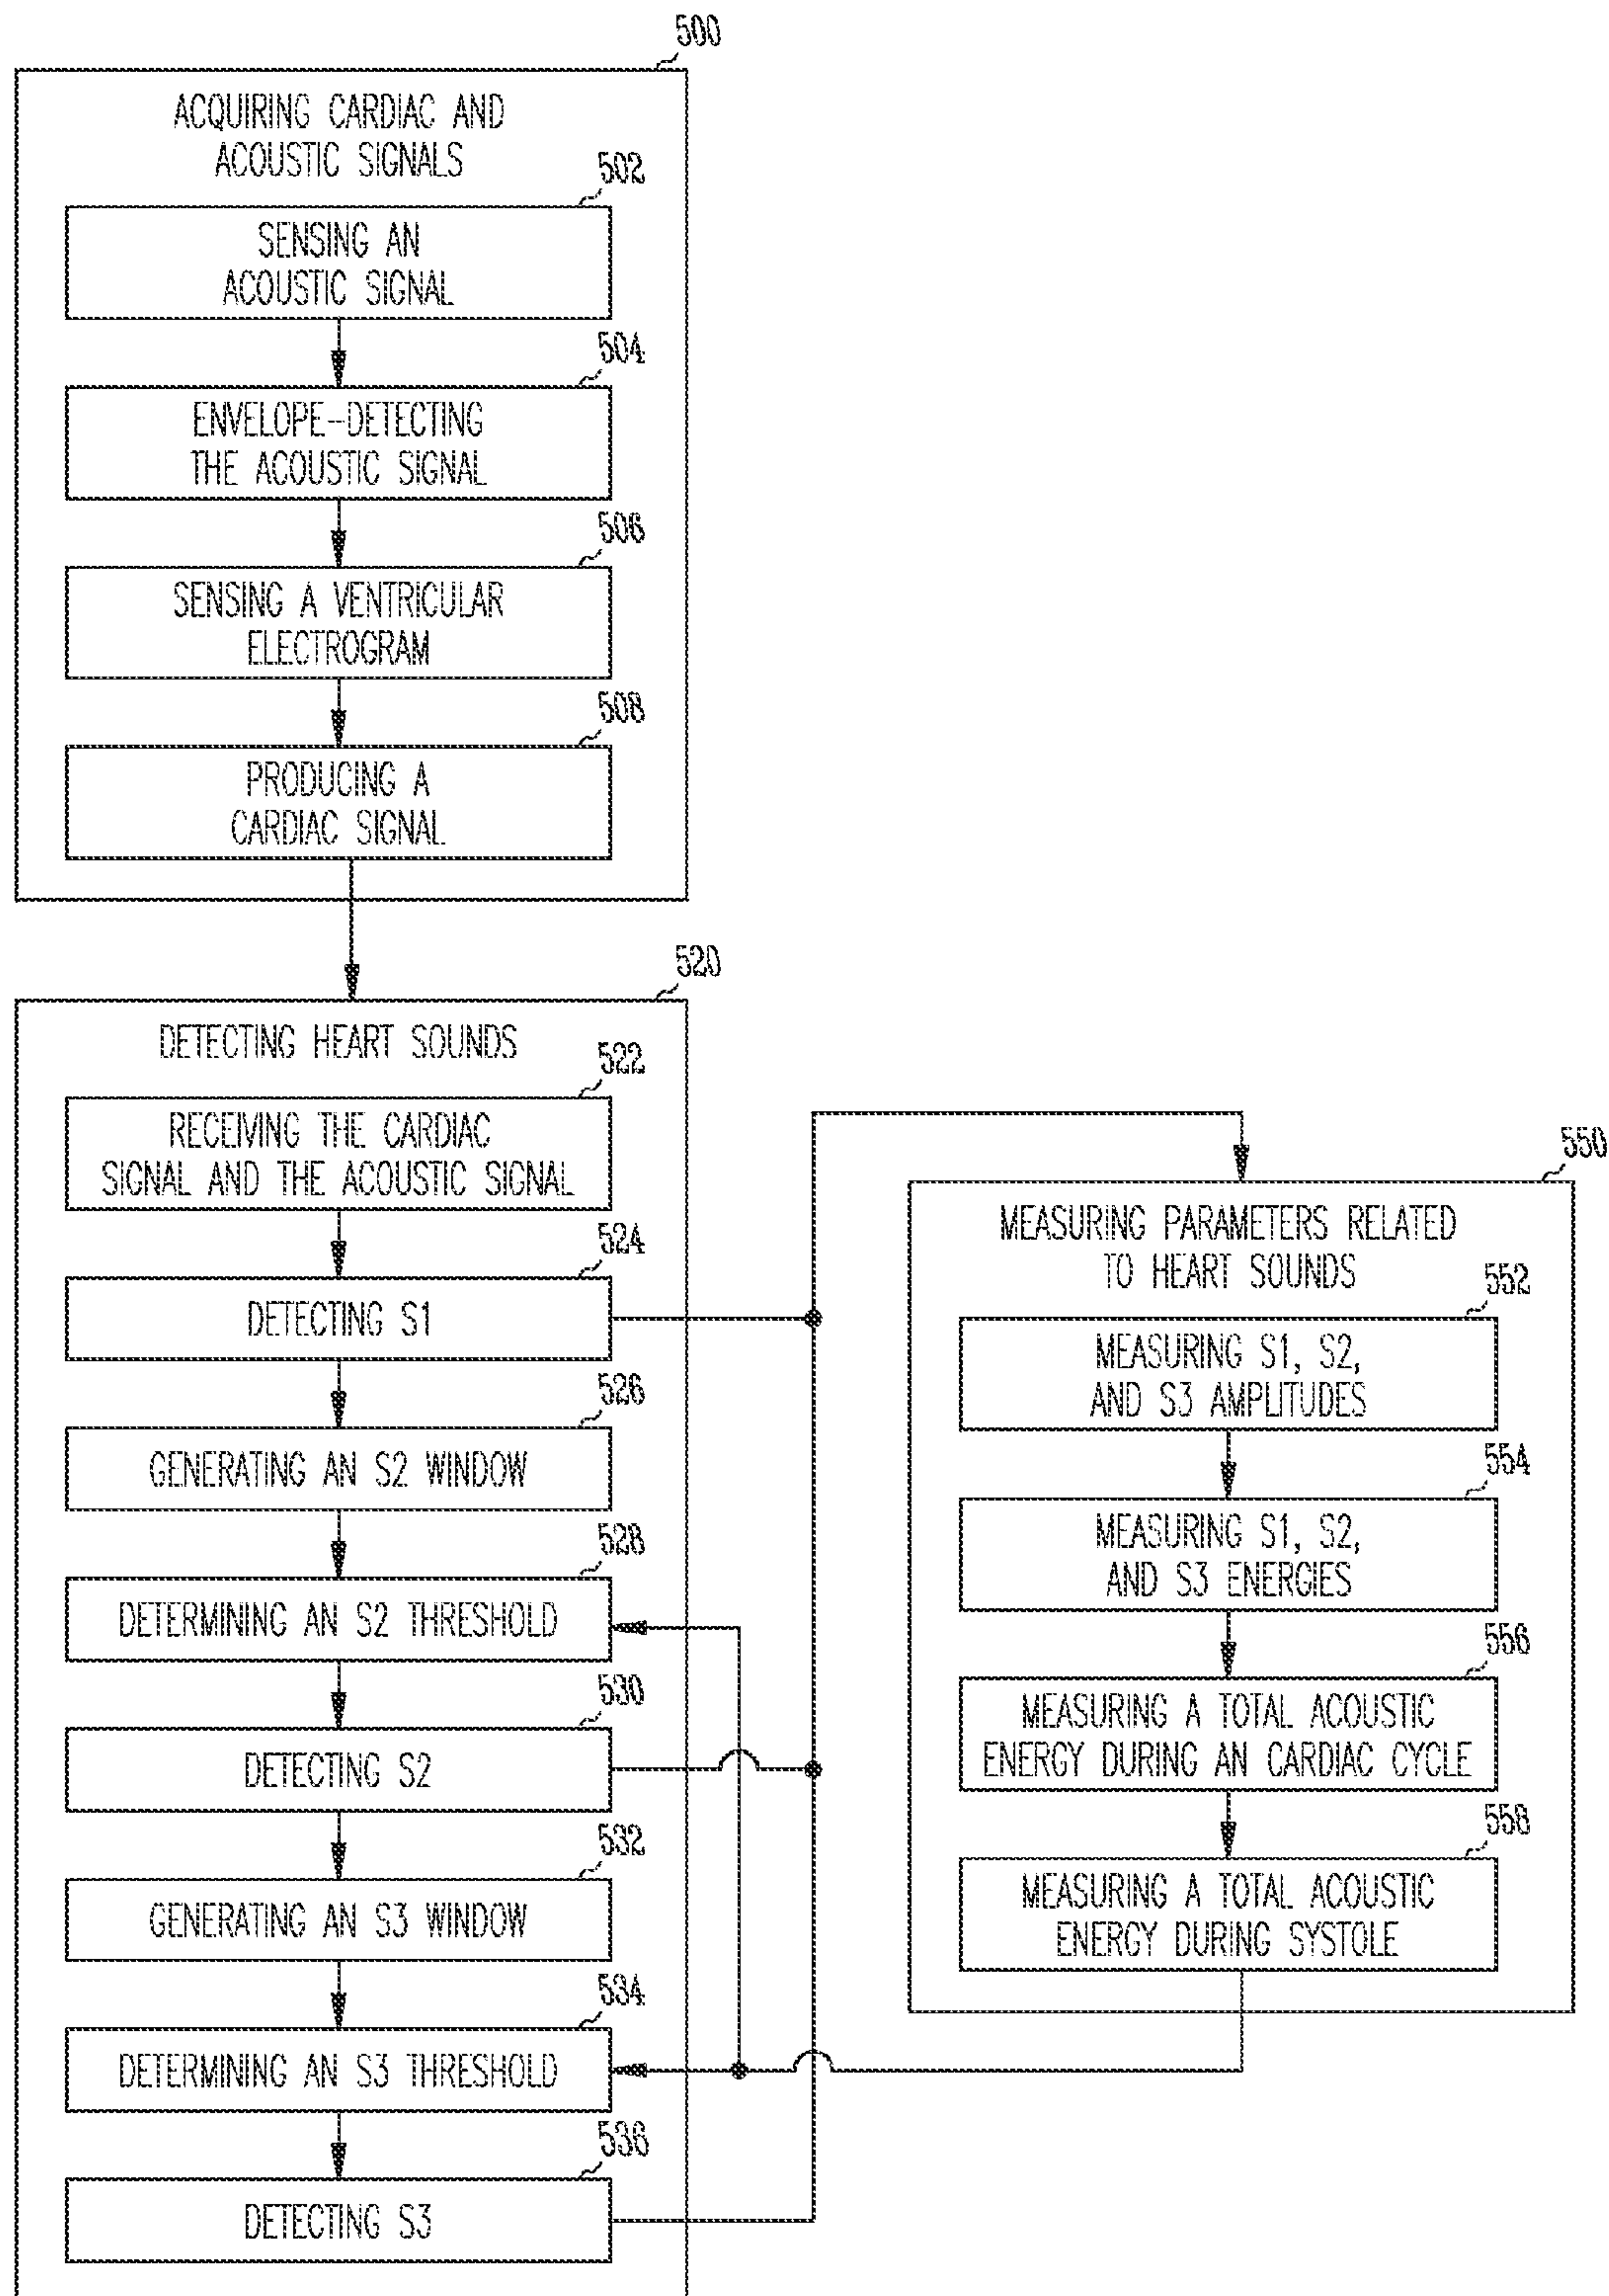 500
ACQUIRING CARDIAC AND
ACOUSTIC SIGNALS
502
SENSING AN
ACOUSTIC SIGNAL
504
ENVELOPE-DETECTING
THE ACOUSTIC SIGNAL
506
SENSING A VENTRICULAR
ELECTROGRAM
508
PRODUCING A
CARDIAC SIGNAL
520
DETECTING HEART SOUNDS
522
RECEIVING THE CARDIAC
SIGNAL AND THE ACOUSTIC SIGNAL
524
DETECTING S1
526
GENERATING AN S2 WINDOW
528
DETERMINING AN S2 THRESHOLD
530
DETECTING S2
532
GENERATING AN S3 WINDOW
534
DETERMINING AN S3 THRESHOLD
536
DETECTING S3
550
MEASURING PARAMETERS RELATED
TO HEART SOUNDS
552
MEASURING S1, S2,
AND S3 AMPLITUDES
554
MEASURING S1, S2,
AND S3 ENERGIES
556
MEASURING A TOTAL ACOUSTIC
ENERGY DURING AN CARDIAC CYCLE
558
MEASURING A TOTAL ACOUSTIC
ENERGY DURING SYSTOLE